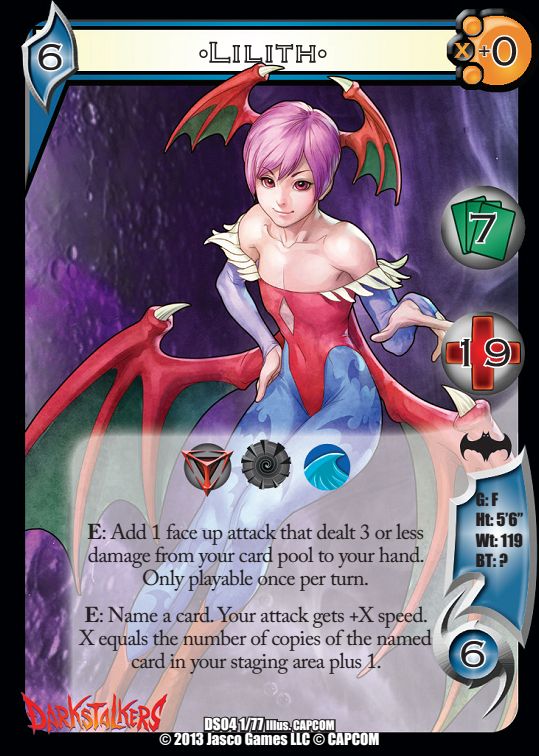 6
·LILITH·
X +0
7
19
G: F
Ht: 5'6"
Wt: 119
BT: ?
E: Add 1 face up attack that dealt 3 or less
damage from your card pool to your hand.
Only playable once per turn.
E: Name a card. Your attack gets +X speed.
X equals the number of copies of the named
card in your staging area plus 1.
6
DARKSTALKERS
DS04 1/77 Illus. CAPCOM
© 2013 Jasco Games LLC © CAPCOM